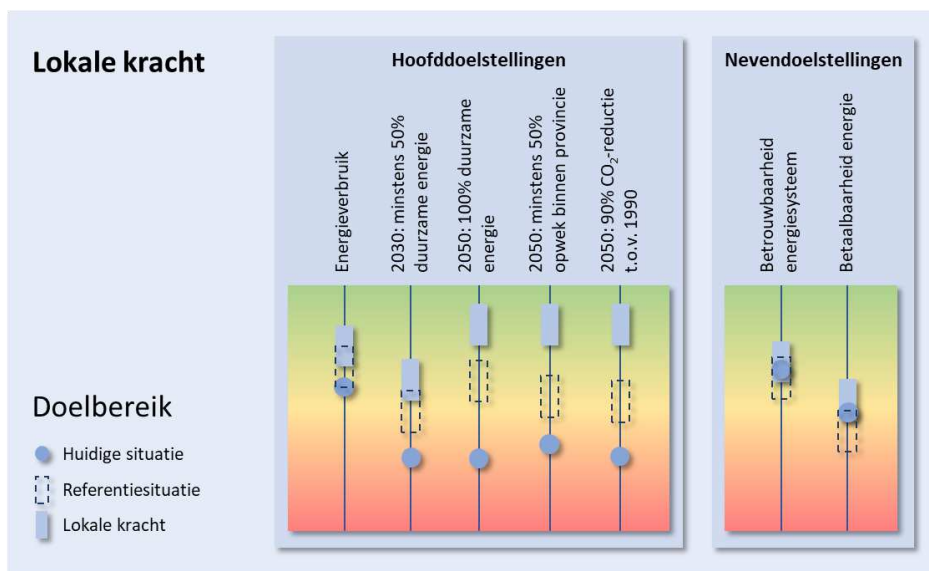 Lokale kracht
Hoofddoelstellingen
Energieverbruik
2030: minstens 50%
duurzame energie
2050: 100% duurzame
energie
2050: minstens 50%
opwek binnen provincie
2050: 90% CO₂-reductie
t.o.v. 1990
Nevendoelstellingen
Betrouwbaarheid
energiesysteem
Betaalbaarheid energie
Doelbereik
Huidige situatie
Referentiesituatie
Lokale kracht